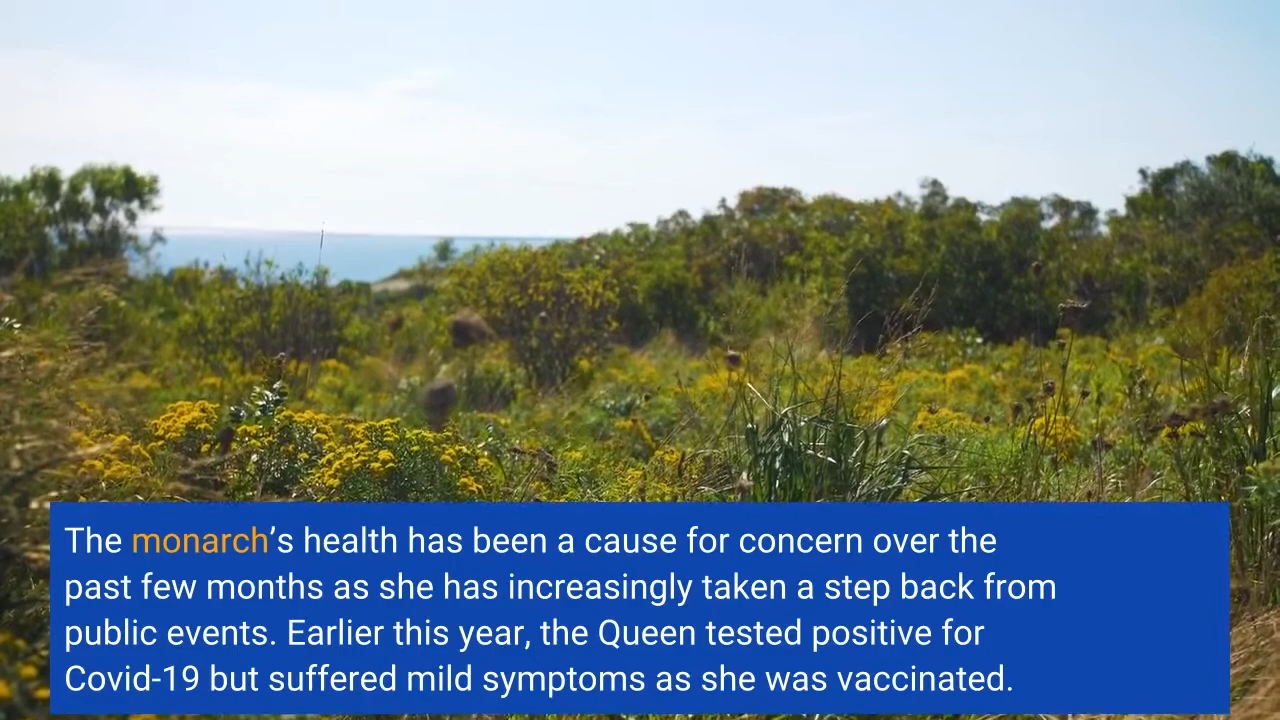 The monarch’s health has been a cause for concern over the
past few months as she has increasingly taken a step back from
public events. Earlier this year, the Queen tested positive for
Covid-19 but suffered mild symptoms as she was vaccinated.